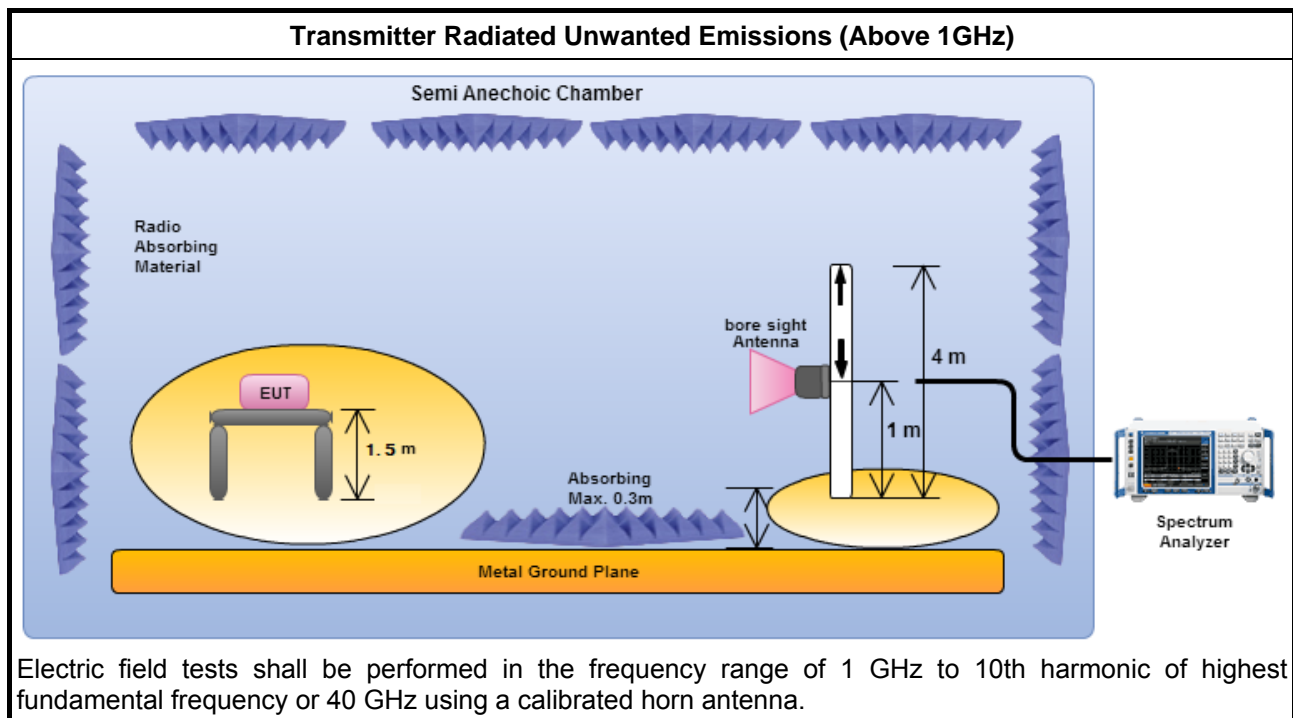 Transmitter Radiated Unwanted Emissions (Above 1GHz)
Semi Anechoic Chamber
Radio
Absorbing
Material
bore sight
Antenna
4 m
EUT
1.5 m
1 m
Absorbing
Max. 0.3m
Spectrum
Analyzer
Metal Ground Plane
Electric field tests shall be performed in the frequency range of 1 GHz to 10th harmonic of highest
fundamental frequency or 40 GHz using a calibrated horn antenna.